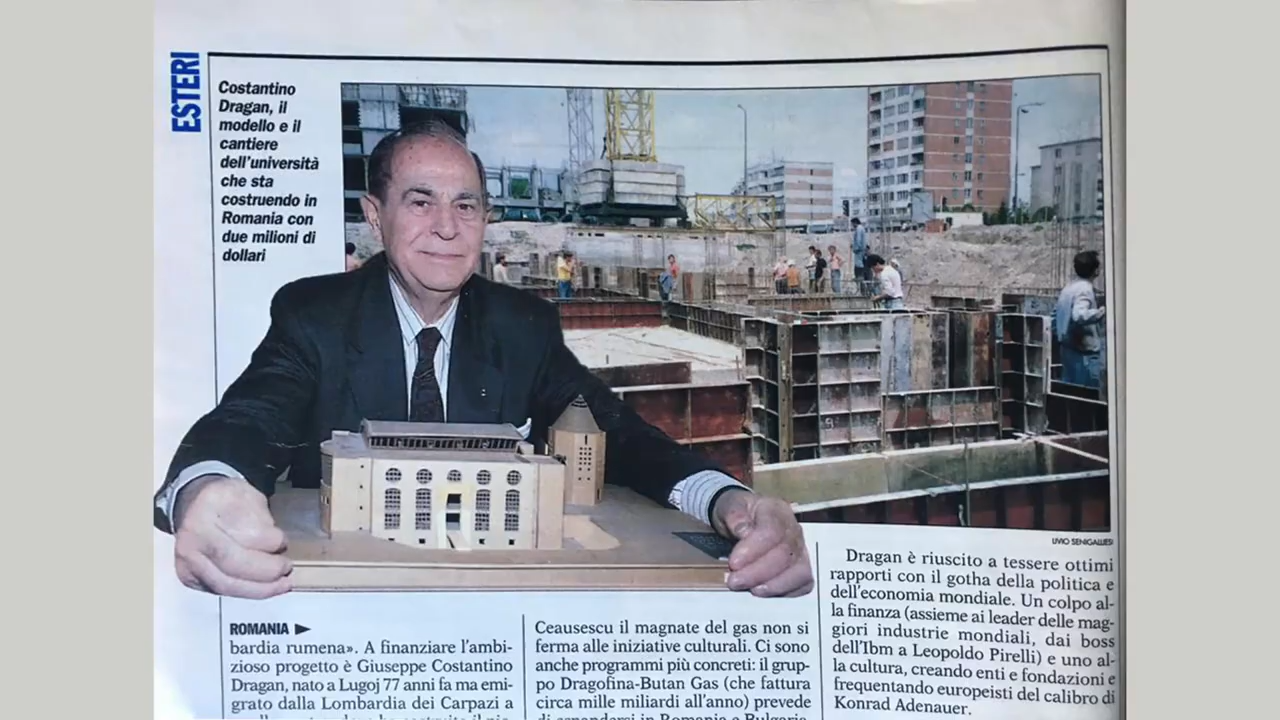 ESTERI
Costantino
Dragan, il
modello e il
cantiere
dell'università
che sta
costruendo in
Romania con
due milioni di
dollari
LIVIO SENIGALLIESI
ROMANIA ►
bardia rumena». A finanziare l'ambi-
zioso progetto è Giuseppe Costantino
Dragan, nato a Lugoj 77 anni fa ma emi-
grato dalla Lombardia dei Carpazi a
Ceausescu il magnate del gas non si
ferma alle iniziative culturali. Ci sono
anche programmi più concreti: il grup-
po Dragofina-Butan Gas (che fattura
circa mille miliardi all'anno) prevede
di espandersi in Romania e Bulgaria.
Dragan è riuscito a tessere ottimi
rapporti con il gotha della politica e
dell'economia mondiale. Un colpo al-
la finanza (assieme ai leader delle mag-
giori industrie mondiali, dai boss
dell'Ibm a Leopoldo Pirelli) e uno al-
la cultura, creando enti e fondazioni e
frequentando europeisti del calibro di
Konrad Adenauer.